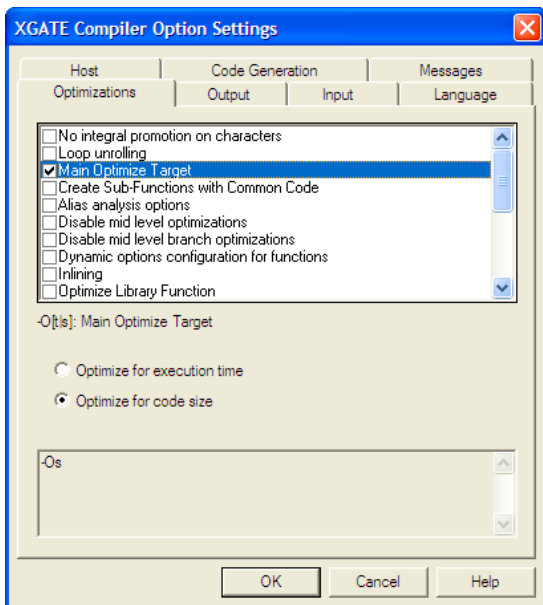 XGATE Compiler Option Settings
Host Code Generation Messages
Optimizations Output Input Language
No integral promotion on characters
Loop unrolling
Main Optimize Target
Create Sub-Functions with Common Code
Alias analysis options
Disable mid level optimizations
Disable mid level branch optimizations
Dynamic options configuration for functions
Inlining
Optimize Library Function
-O[t|s]: Main Optimize Target
Optimize for execution time
Optimize for code size
-Os
OK Cancel Help